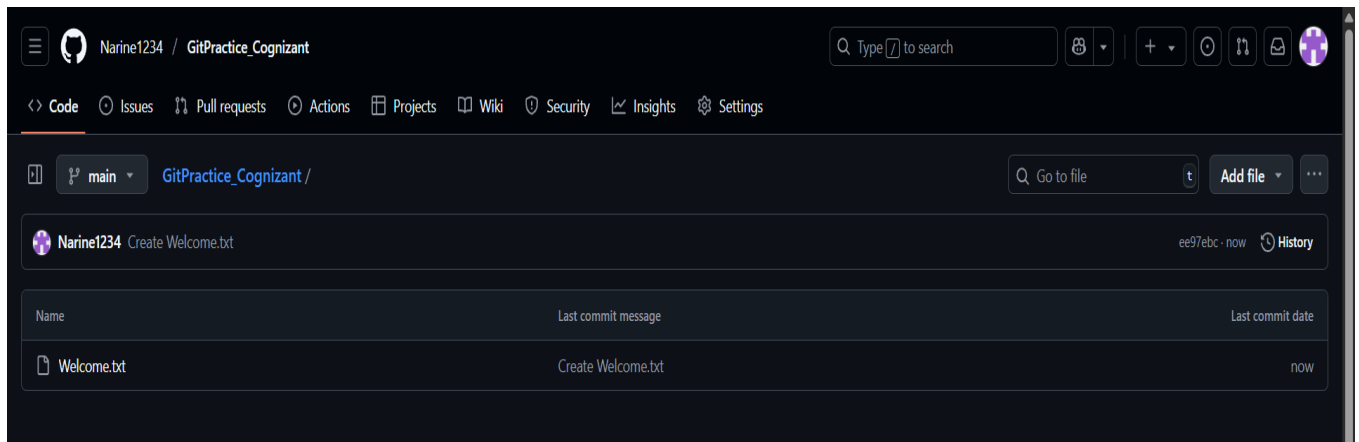 Narine1234 / GitPractice_Cognizant
Type / to search
Code Issues Pull requests Actions Projects Wiki Security Insights Settings
main GitPractice_Cognizant /
Go to file t Add file
Narine1234 Create Welcome.txt ee97ebc · now History
Name Last commit message Last commit date
Welcome.txt Create Welcome.txt now